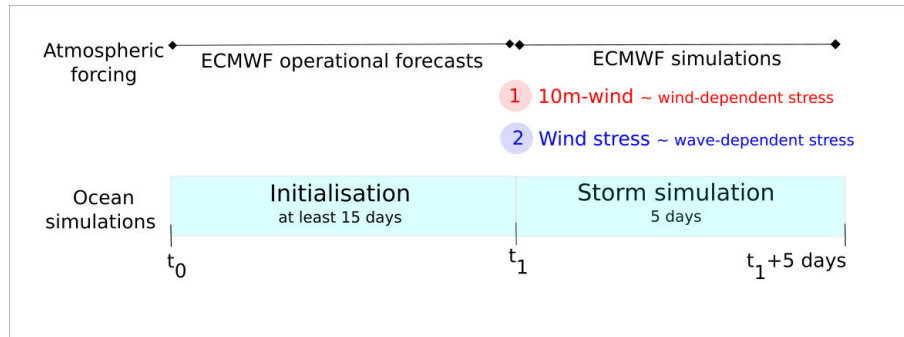 Atmospheric
forcing
ECMWF operational forecasts
ECMWF simulations
1 10m-wind ~ wind-dependent stress
2 Wind stress ~ wave-dependent stress
Ocean
simulations
Initialisation
at least 15 days
Storm simulation
5 days
t0
t1
t1+5 days